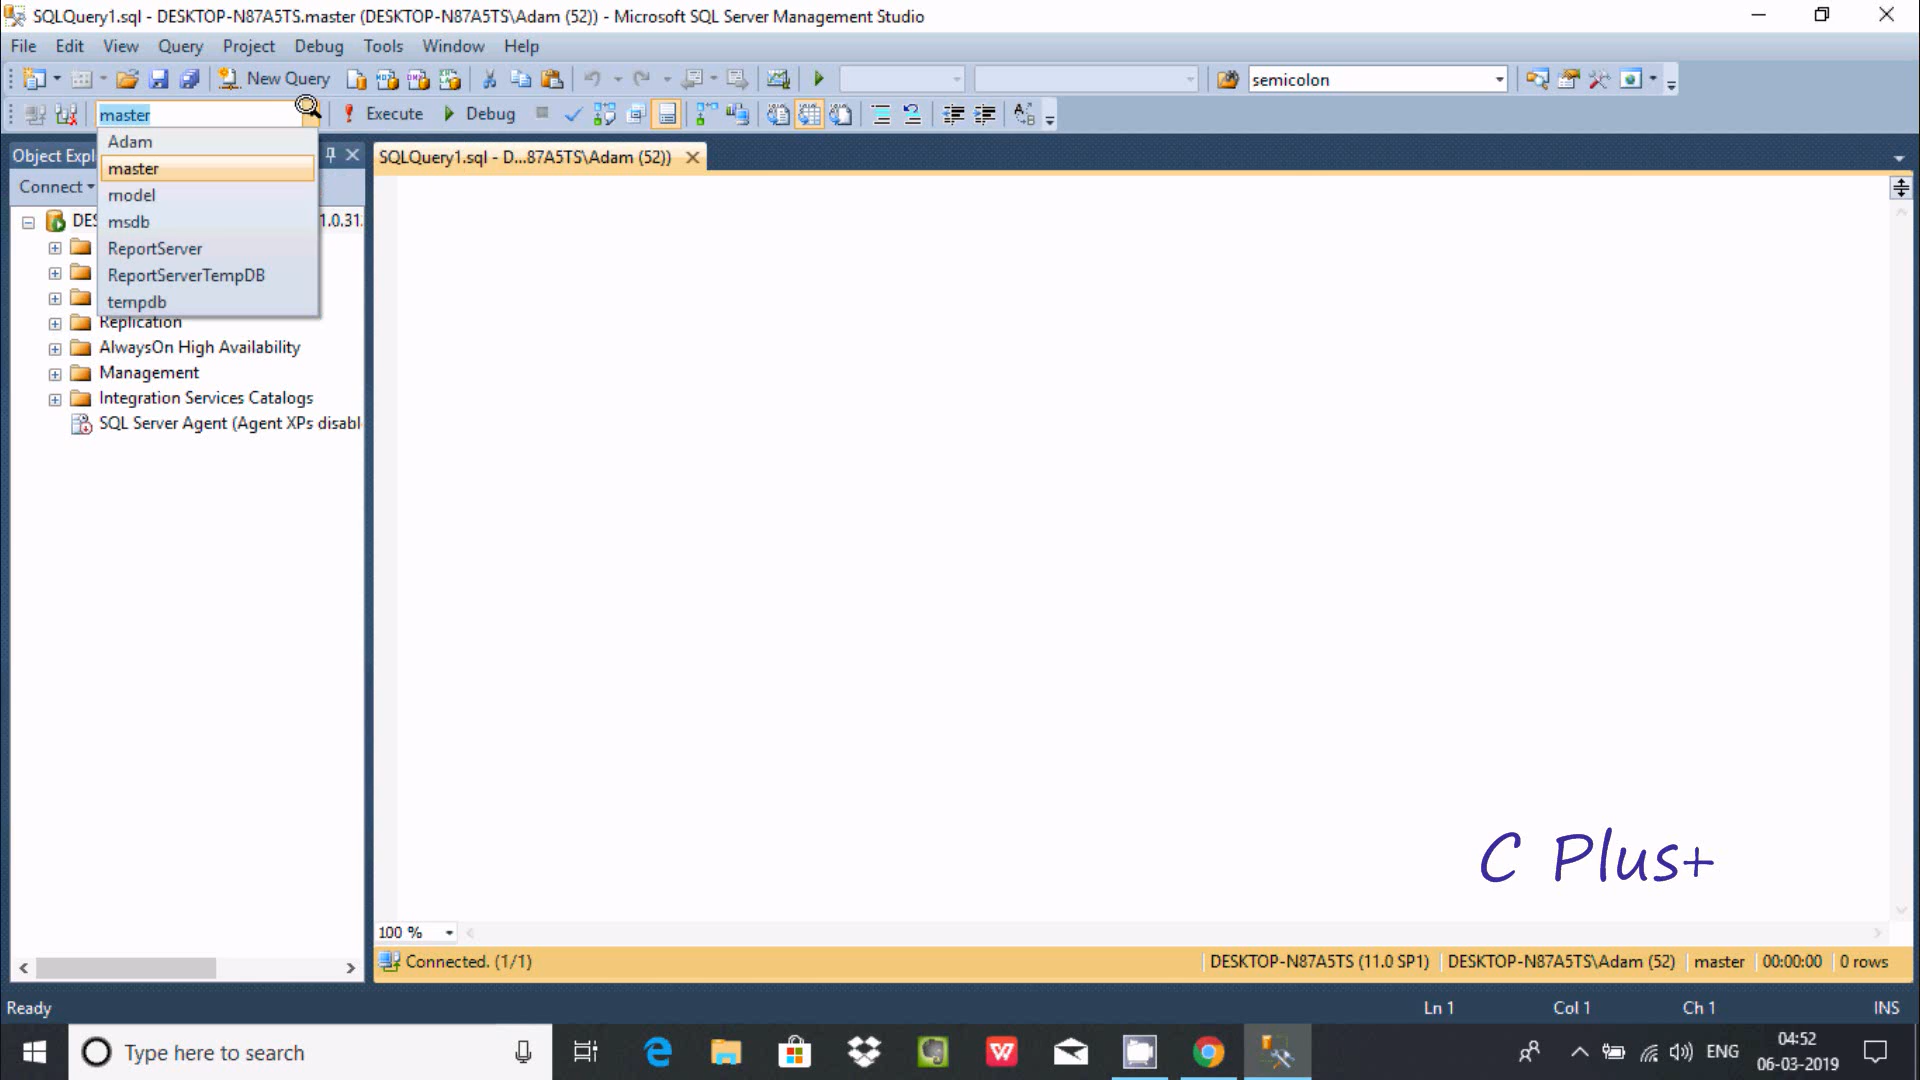 SQLQuery1.sql - DESKTOP-N87A5TS.master (DESKTOP-N87A5TS\Adam (52)) - Microsoft SQL Server Management Studio
File Edit View Query Project Debug Tools Window Help
New Query semicolon
master Execute Debug
Adam
master
model
msdb
ReportServer
ReportServerTempDB
tempdb
Object Expl
SQLQuery1.sql - D...87A5TS\Adam (52))
Connect
DES 1.0.31
Replication
AlwaysOn High Availability
Management
Integration Services Catalogs
SQL Server Agent (Agent XPs disabl
C Plus+
100 %
Connected. (1/1) DESKTOP-N87A5TS (11.0 SP1) DESKTOP-N87A5TS\Adam (52) master 00:00:00 0 rows
Ready Ln 1 Col 1 Ch 1 INS
Type here to search ENG 04:52
06-03-2019